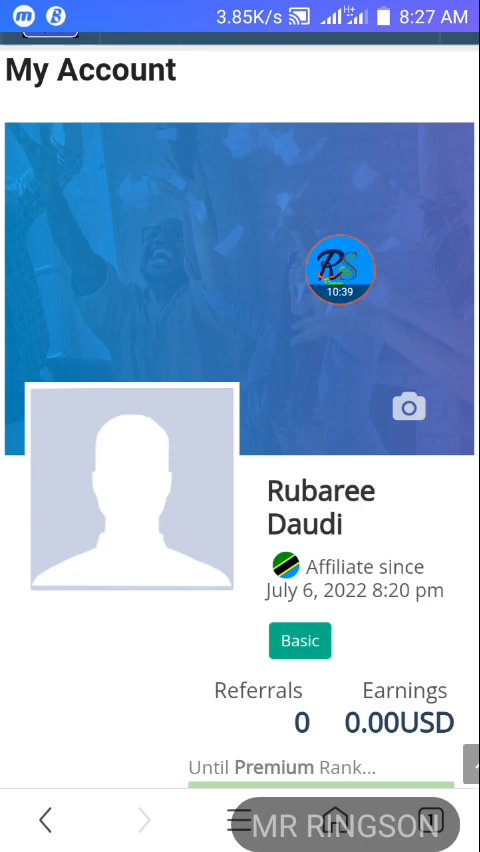 3.85K/s H+ 8:27 AM
My Account
RS
10:39
Rubaree
Daudi
Affiliate since
July 6, 2022 8:20 pm
Basic
Referrals Earnings
0 0.00USD
Until Premium Rank...
1
MR RINGSON